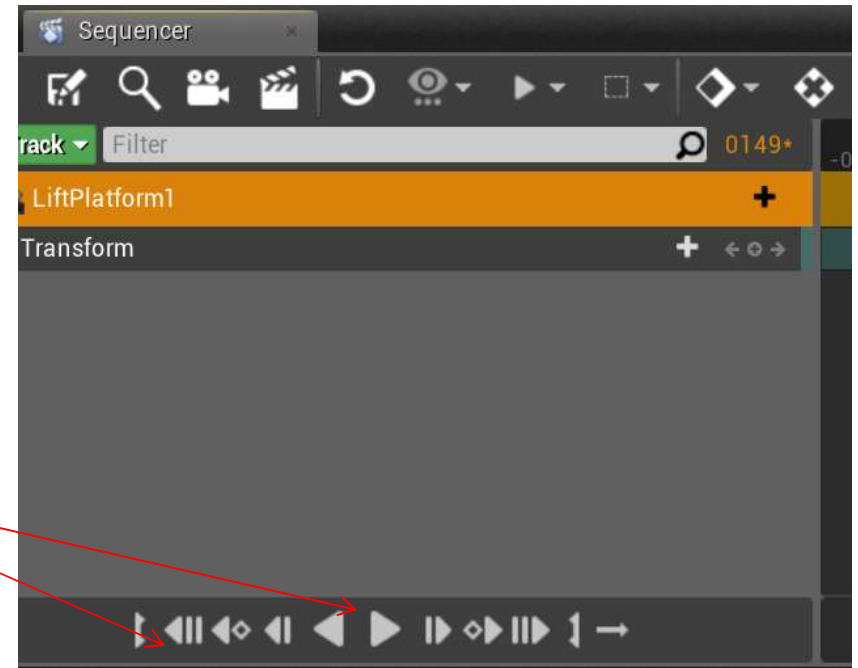 Sequencer
rack Filter 0149*
-0
LiftPlatform1
Transform